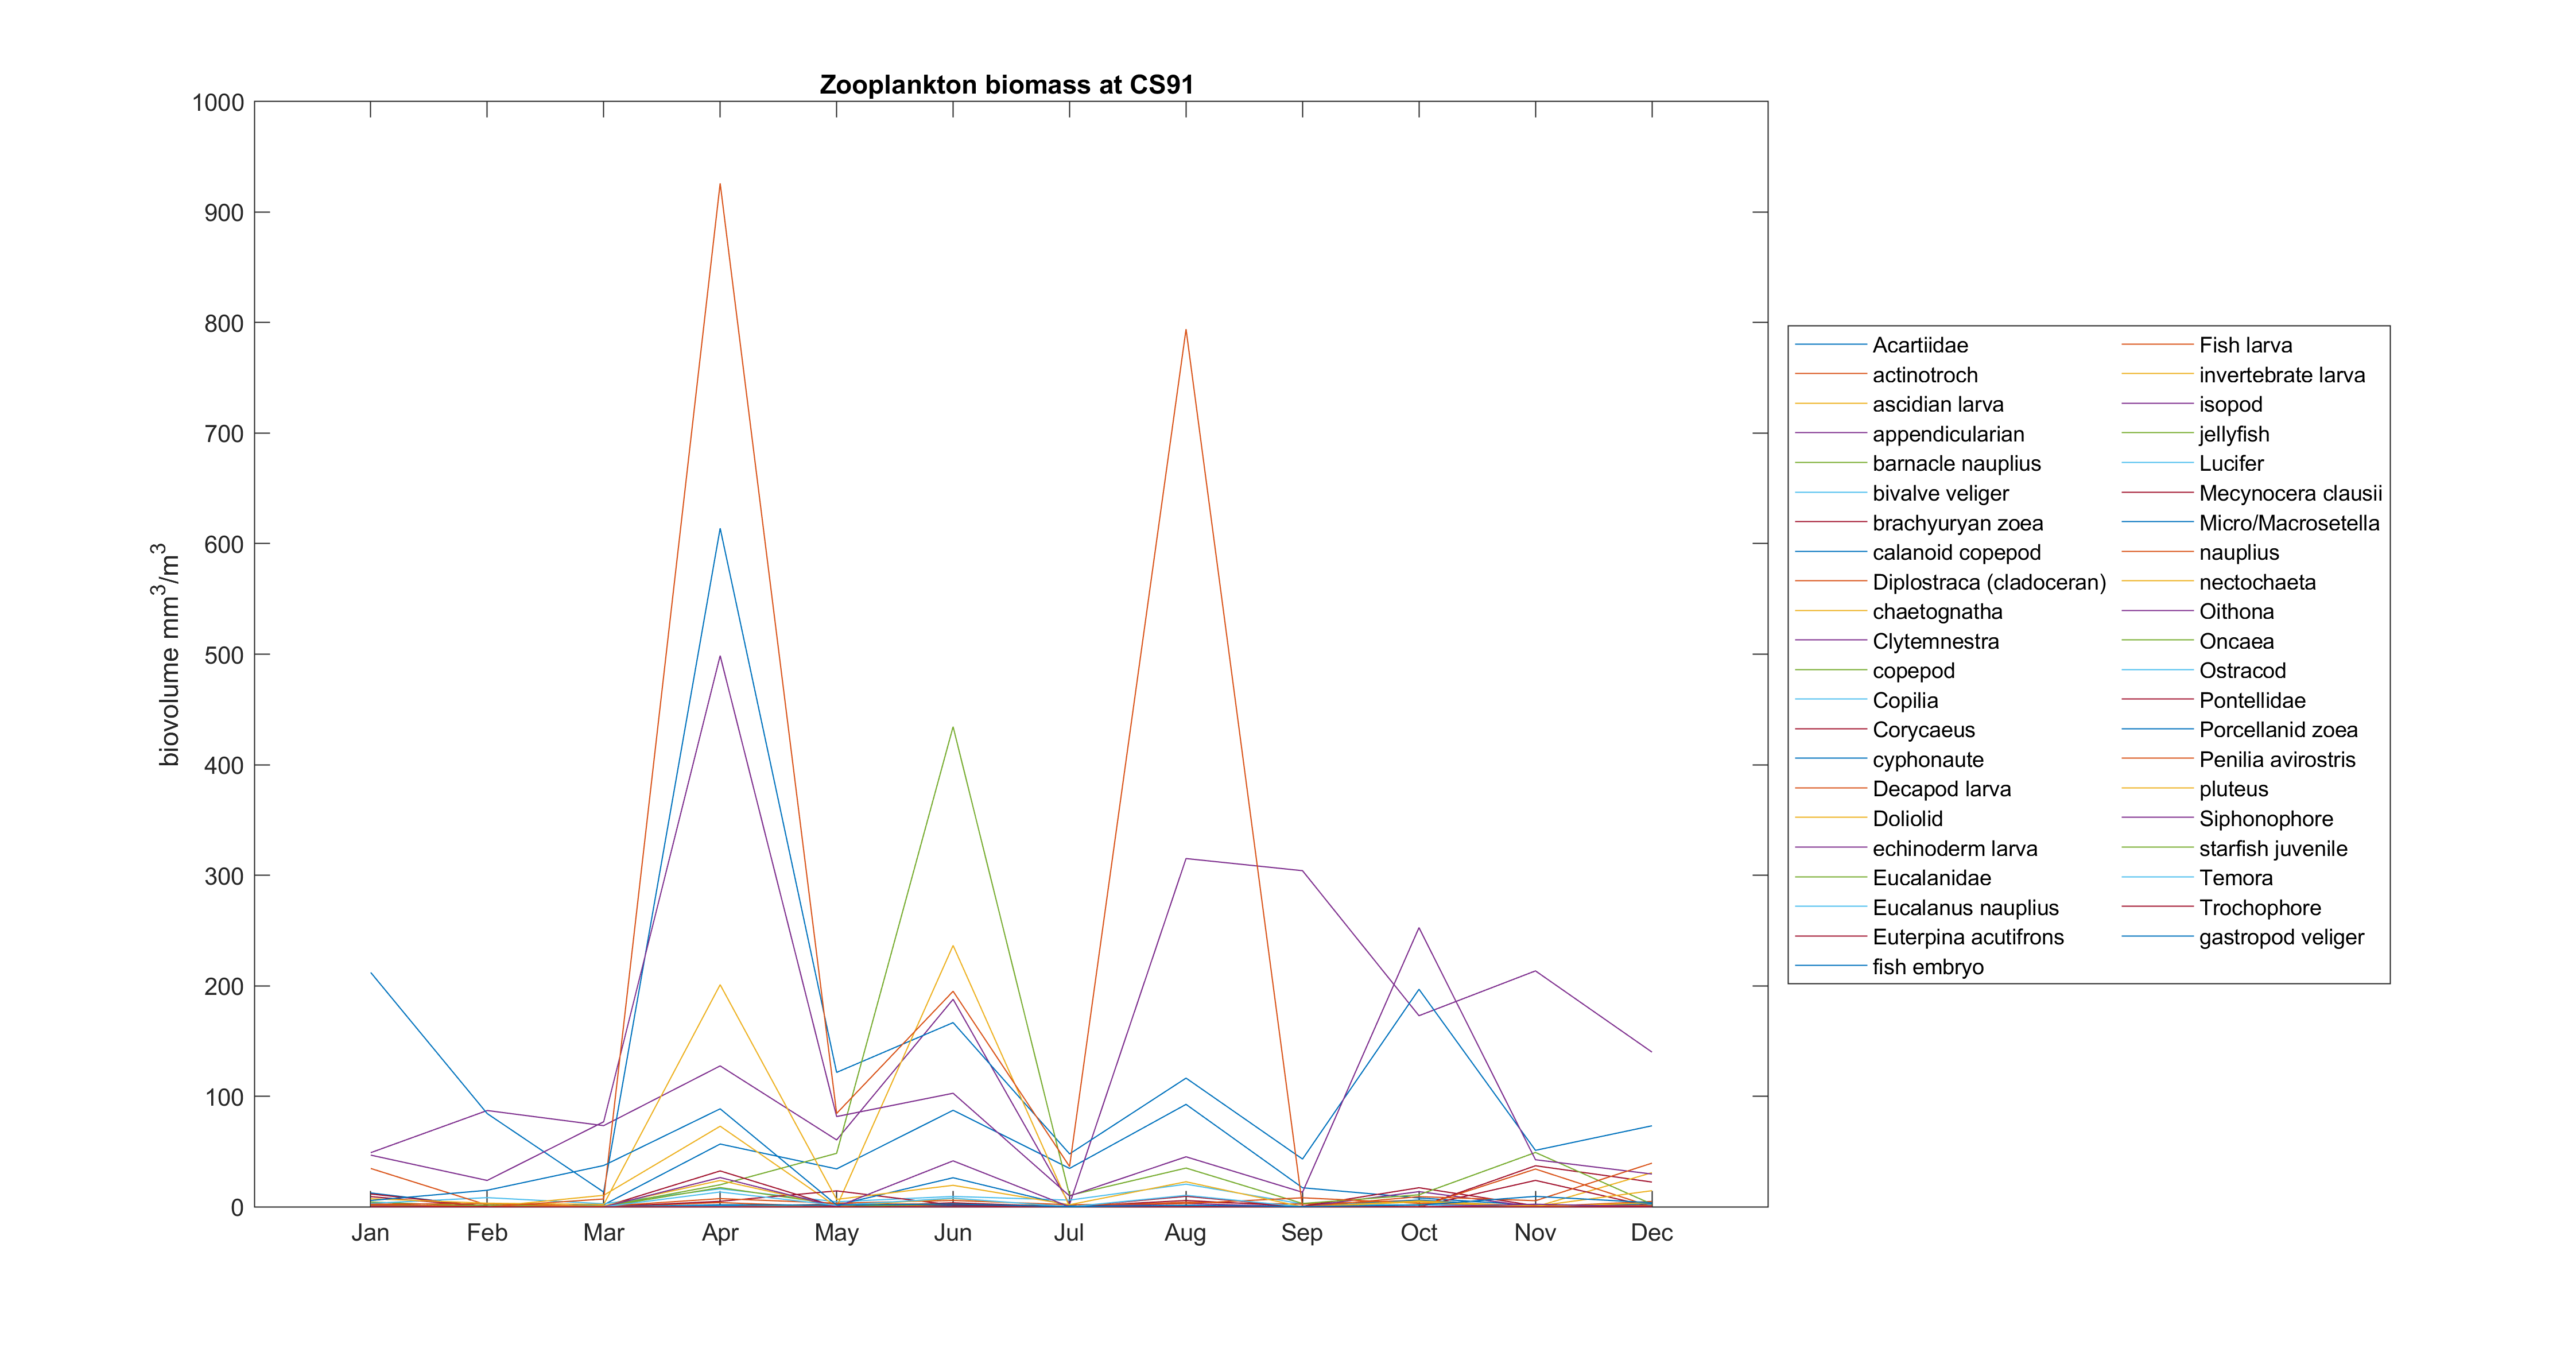 Zooplankton biomass at CS91
1000
900
800
700
600
500
400
300
200
100
0
biovolume mm³/m³
Jan Feb Mar Apr May Jun Jul Aug Sep Oct Nov Dec
Acartiidae
actinotroch
ascidian larva
appendicularian
barnacle nauplius
bivalve veliger
brachyuryan zoea
calanoid copepod
Diplostraca (cladoceran)
chaetognatha
Clytemnestra
copepod
Copilia
Corycaeus
cyphonaute
Decapod larva
Doliolid
echinoderm larva
Eucalanidae
Eucalanus nauplius
Euterpina acutifrons
fish embryo
Fish larva
invertebrate larva
isopod
jellyfish
Lucifer
Mecynocera clausii
Micro/Macrosetella
nauplius
nectochaeta
Oithona
Oncaea
Ostracod
Pontellidae
Porcellanid zoea
Penilia avirostris
pluteus
Siphonophore
starfish juvenile
Temora
Trochophore
gastropod veliger